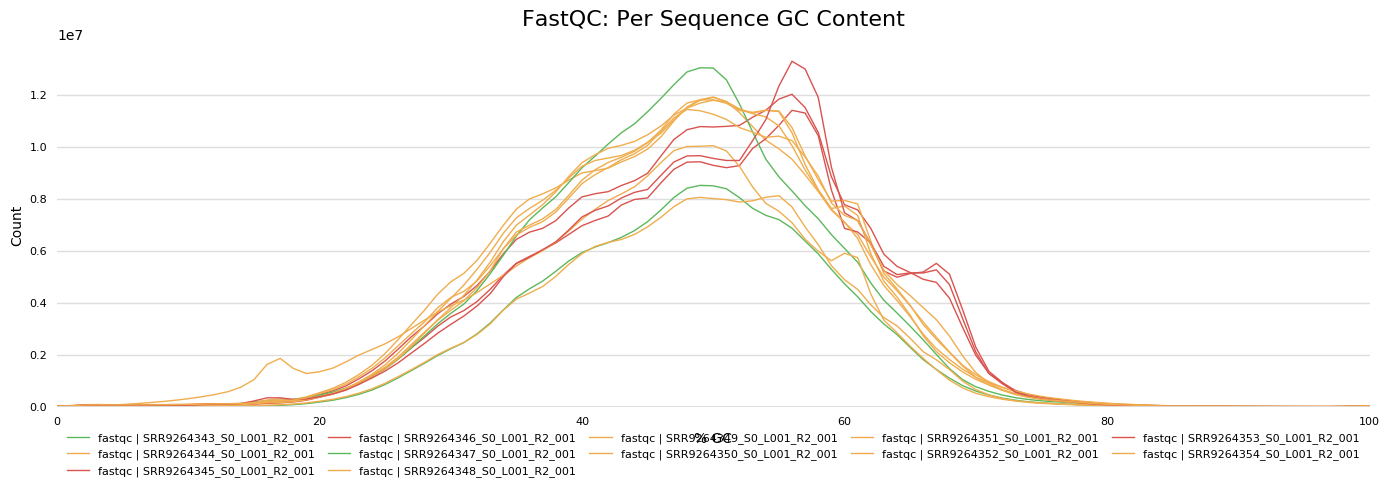 FastQC: Per Sequence GC Content
1e7
Count
1.2
1.0
0.8
0.6
0.4
0.2
0.0
20
40
60
80
100
% GC
fastqc | SRR9264343_S0_L001_R2_001
fastqc | SRR9264344_S0_L001_R2_001
fastqc | SRR9264345_S0_L001_R2_001
fastqc | SRR9264346_S0_L001_R2_001
fastqc | SRR9264347_S0_L001_R2_001
fastqc | SRR9264348_S0_L001_R2_001
fastqc | SRR9264349_S0_L001_R2_001
fastqc | SRR9264350_S0_L001_R2_001
fastqc | SRR9264351_S0_L001_R2_001
fastqc | SRR9264352_S0_L001_R2_001
fastqc | SRR9264353_S0_L001_R2_001
fastqc | SRR9264354_S0_L001_R2_001